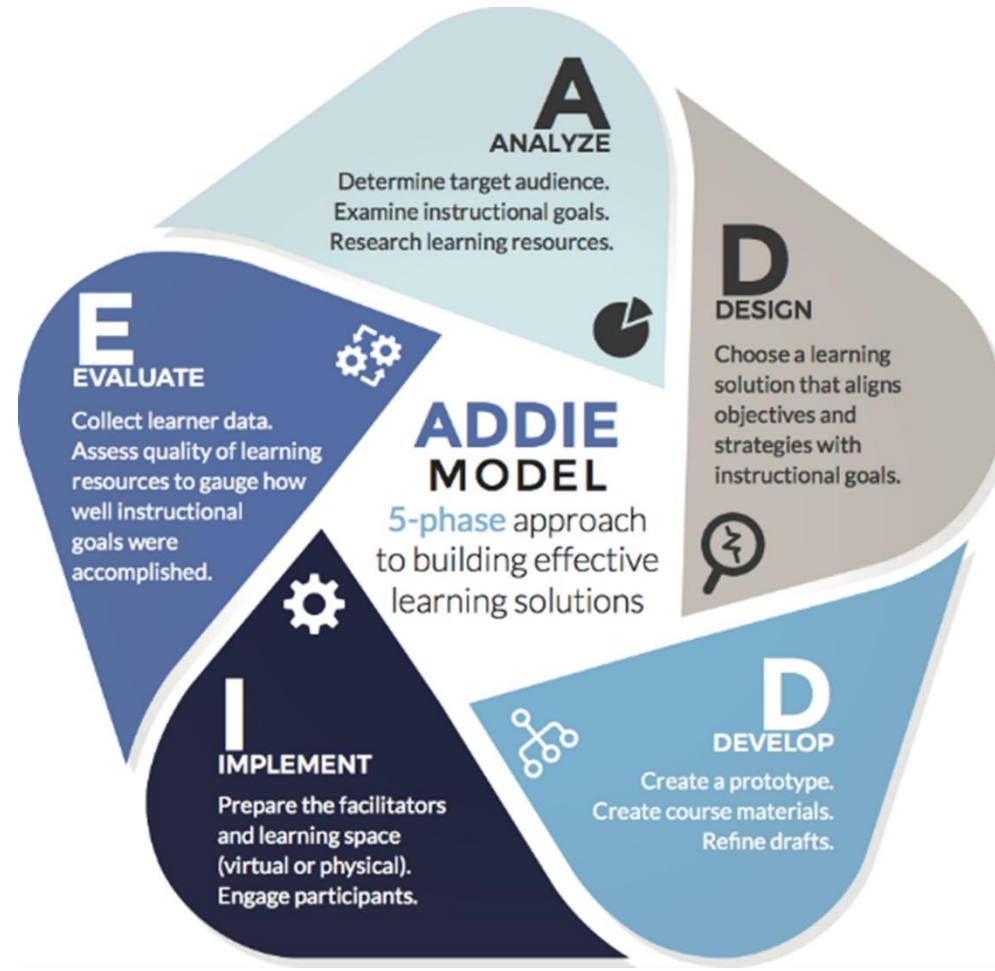 A
ANALYZE
Determine target audience.
Examine instructional goals.
Research learning resources.
D
DESIGN
Choose a learning
solution that aligns
objectives and
strategies with
instructional goals.
D
DEVELOP
Create a prototype.
Create course materials.
Refine drafts.
I
IMPLEMENT
Prepare the facilitators
and learning space
(virtual or physical).
Engage participants.
E
EVALUATE
Collect learner data.
Assess quality of learning
resources to gauge how
well instructional
goals were
accomplished.
ADDIE
MODEL
5-phase approach
to building effective
learning solutions